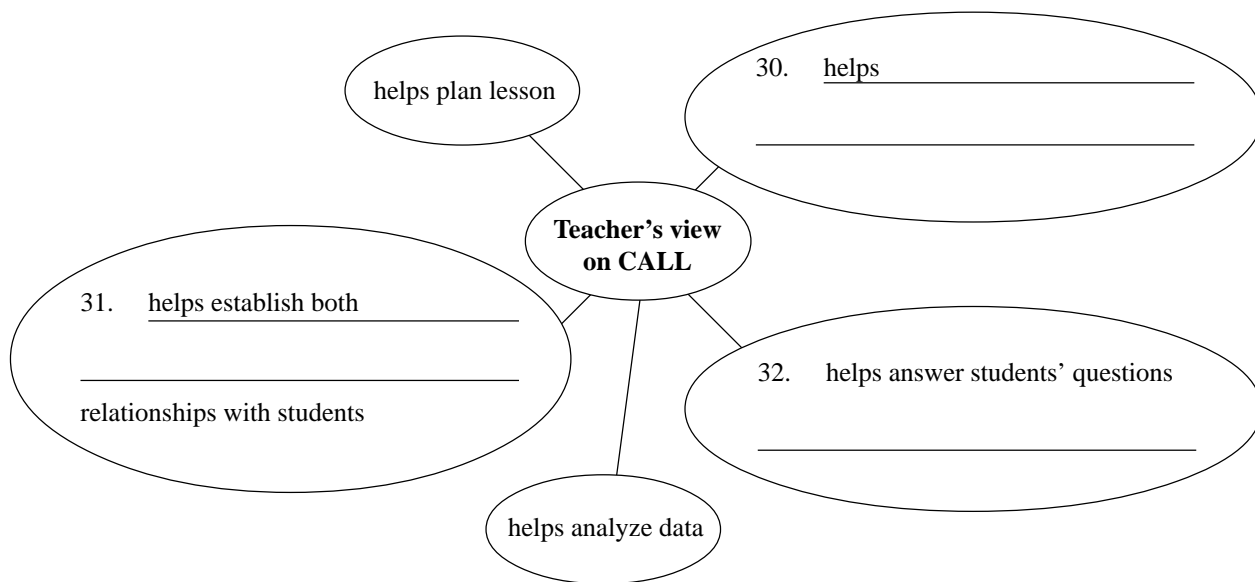 helps plan lesson
30. helps
Teacher's view
on CALL
31. helps establish both
relationships with students
32. helps answer students' questions
helps analyze data